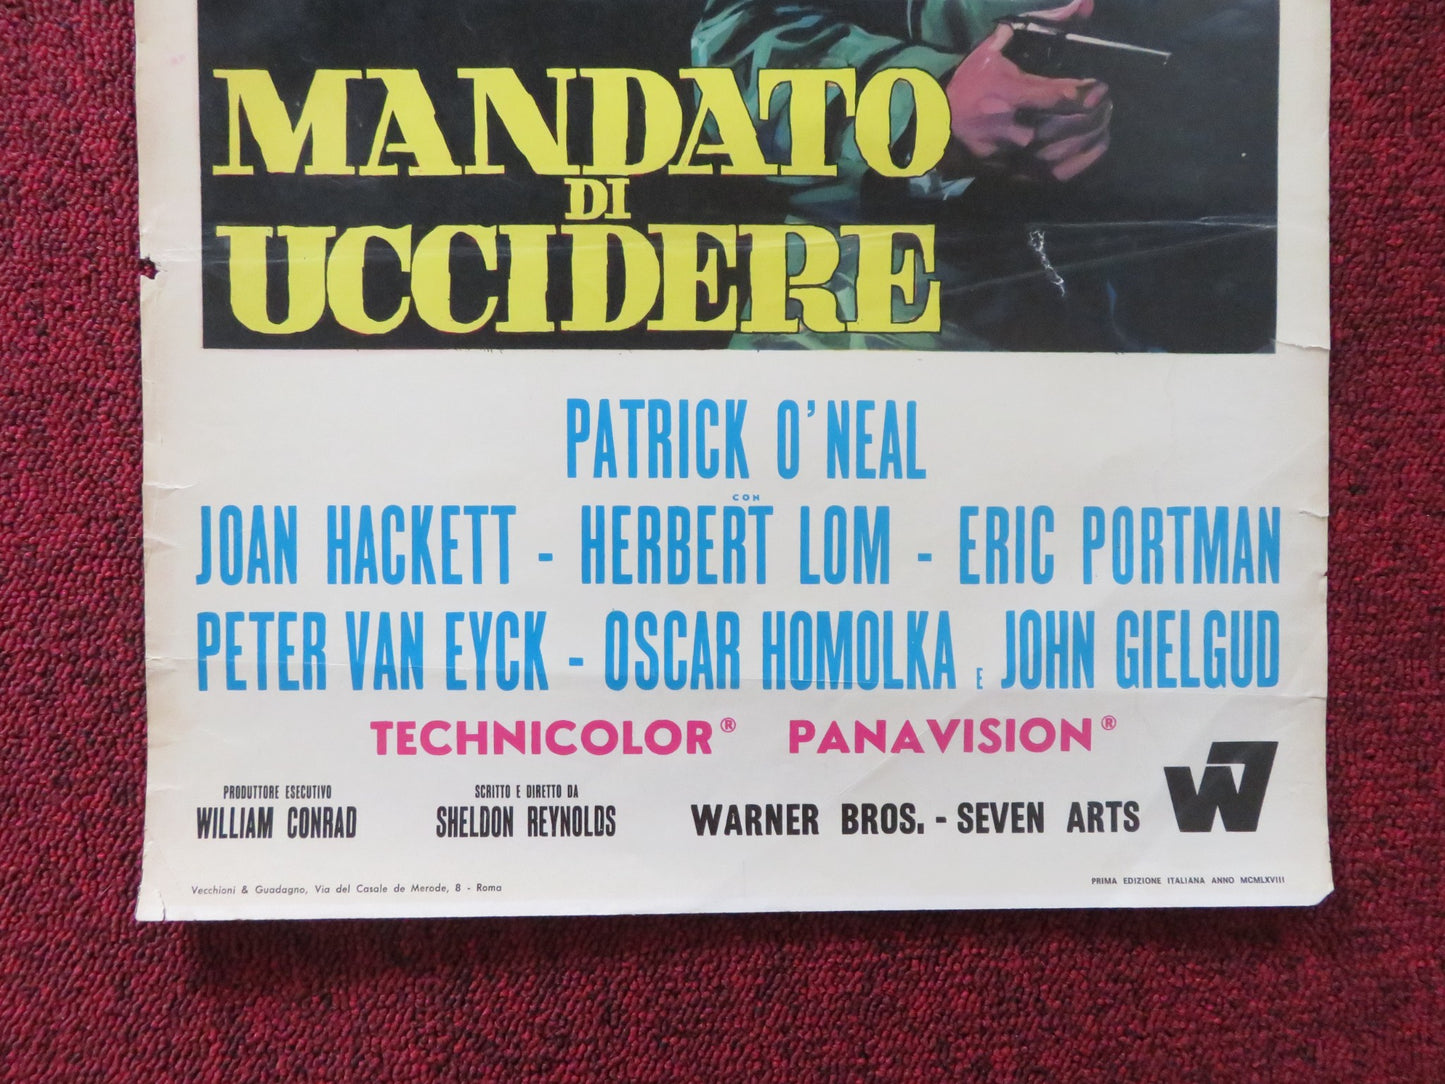 MANDATO
DI
UCCIDERE
PATRICK O'NEAL
CON
JOAN HACKETT - HERBERT LOM - ERIC PORTMAN
PETER VAN EYCK - OSCAR HOMOLKA E JOHN GIELGUD
TECHNICOLOR® PANAVISION®
PRODUTTORE ESECUTIVO
WILLIAM CONRAD
SCRITTO E DIRETTO DA
SHELDON REYNOLDS
WARNER BROS. - SEVEN ARTS
W7
Vecchioni & Guadagno, Via del Casale de Merode, 8 - Roma
PRIMA EDIZIONE ITALIANA ANNO MCMLXVIII